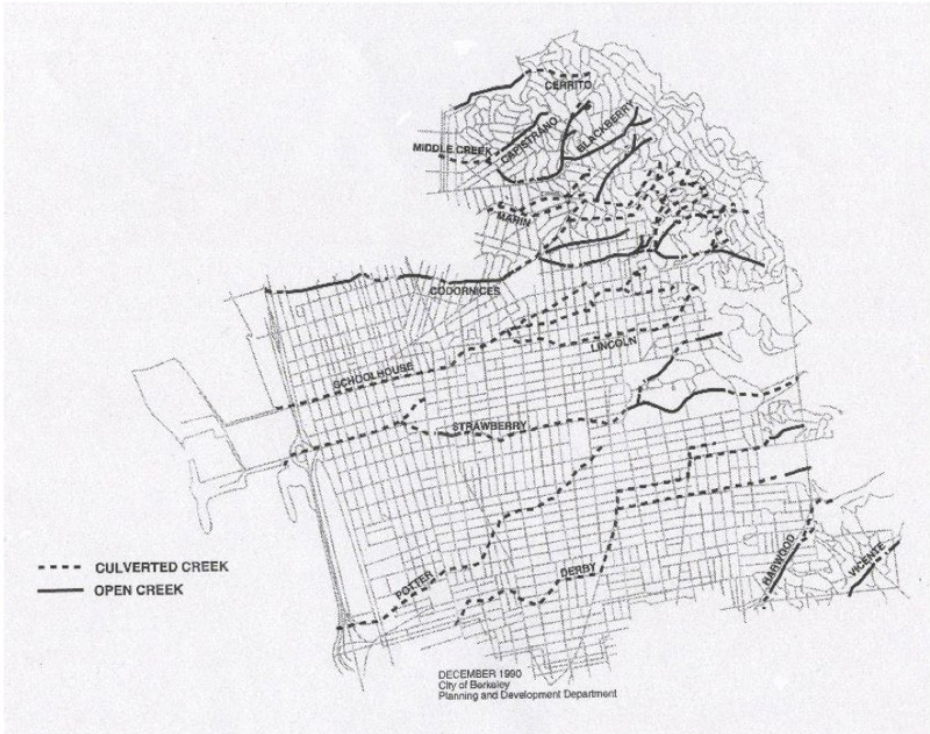 CERRITO
CAPISTRANO
BLACKBERRY
MIDDLE CREEK
MARIN
CODORNICES
LINCOLN
SCHOOLHOUSE
STRAWBERRY
CULVERTED CREEK
OPEN CREEK
POTTER
DERBY
HARWOOD
VICENTE
DECEMBER 1990
City of Berkeley
Planning and Development Department